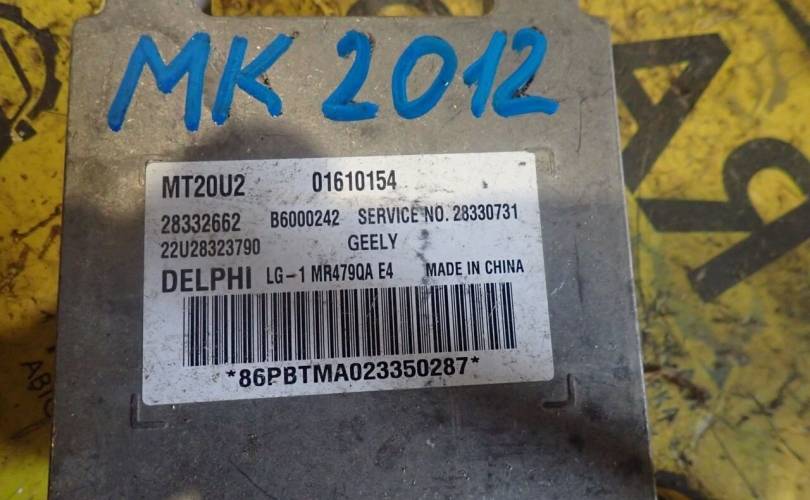 MK 2012
MT20U2 01610154
28332662 B6000242 SERVICE NO. 28330731
22U28323790 GEELY
DELPHI LG-1 MR479QA E4 MADE IN CHINA
*86PBTMA023350287*